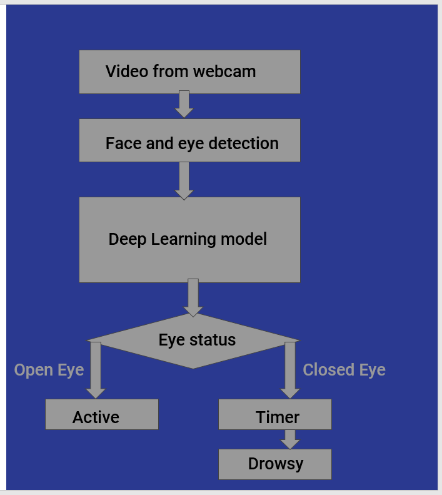 Video from webcam
Face and eye detection
Deep Learning model
Eye status
Open Eye
Closed Eye
Active
Timer
Drowsy